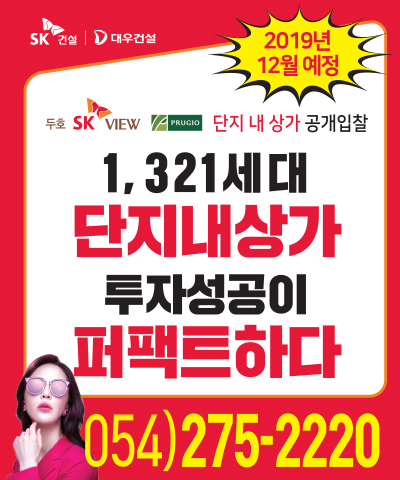 SK 건설 | 대우건설
2019년
12월 예정
두호 SK VIEW PRUGIO 단지 내 상가 공개입찰
1, 321세대
단지내상가
투자성공이
퍼팩트하다
054)275-2220